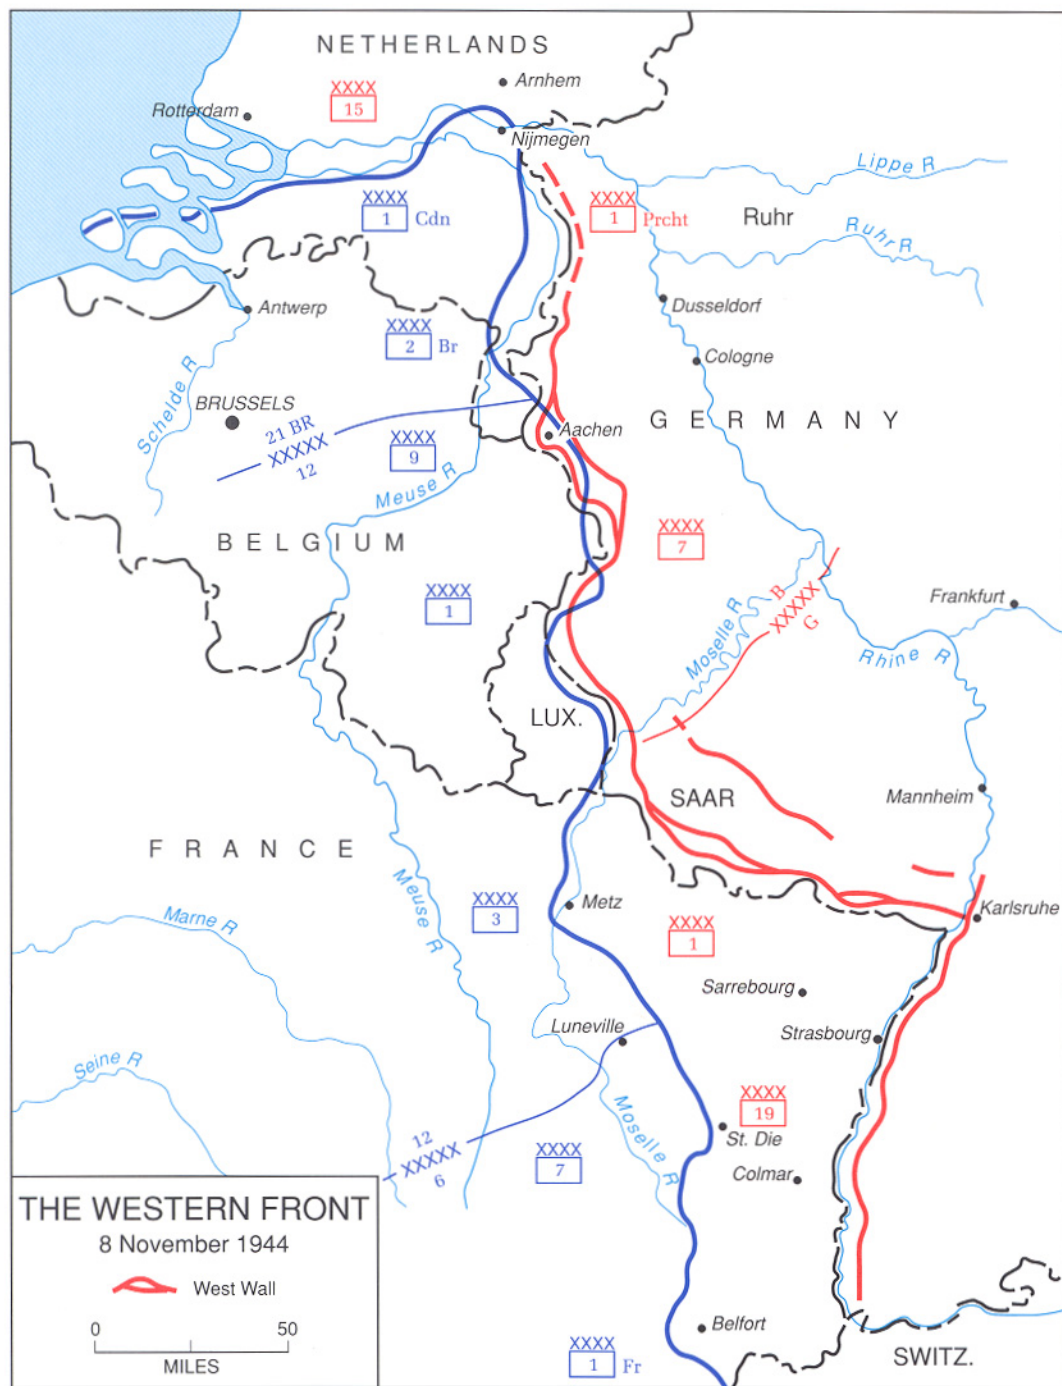 NETHERLANDS
Arnhem
XXXX
15
Rotterdam
Nijmegen
Lippe R
XXXX
1 Cdn
XXXX
1 Prcht
Ruhr
Ruhr R
Antwerp
Dusseldorf
XXXX
2 Br
Cologne
Schelde R
BRUSSELS
GERMANY
21 BR
XXXXX
12
XXXX
9
Aachen
Meuse R
BELGIUM
XXXX
7
XXXX
1
B
XXXXX
G
Frankfurt
Moselle R
Rhine R
LUX.
SAAR
Mannheim
FRANCE
Meuse R
XXXX
3
Metz
Marne R
XXXX
1
Karlsruhe
Sarrebourg
Luneville
Strasbourg
Seine R
XXXX
19
Moselle R
St. Die
12
XXXXX
6
XXXX
7
Colmar
THE WESTERN FRONT
8 November 1944
West Wall
0 50
MILES
Belfort
XXXX
1 Fr
SWITZ.